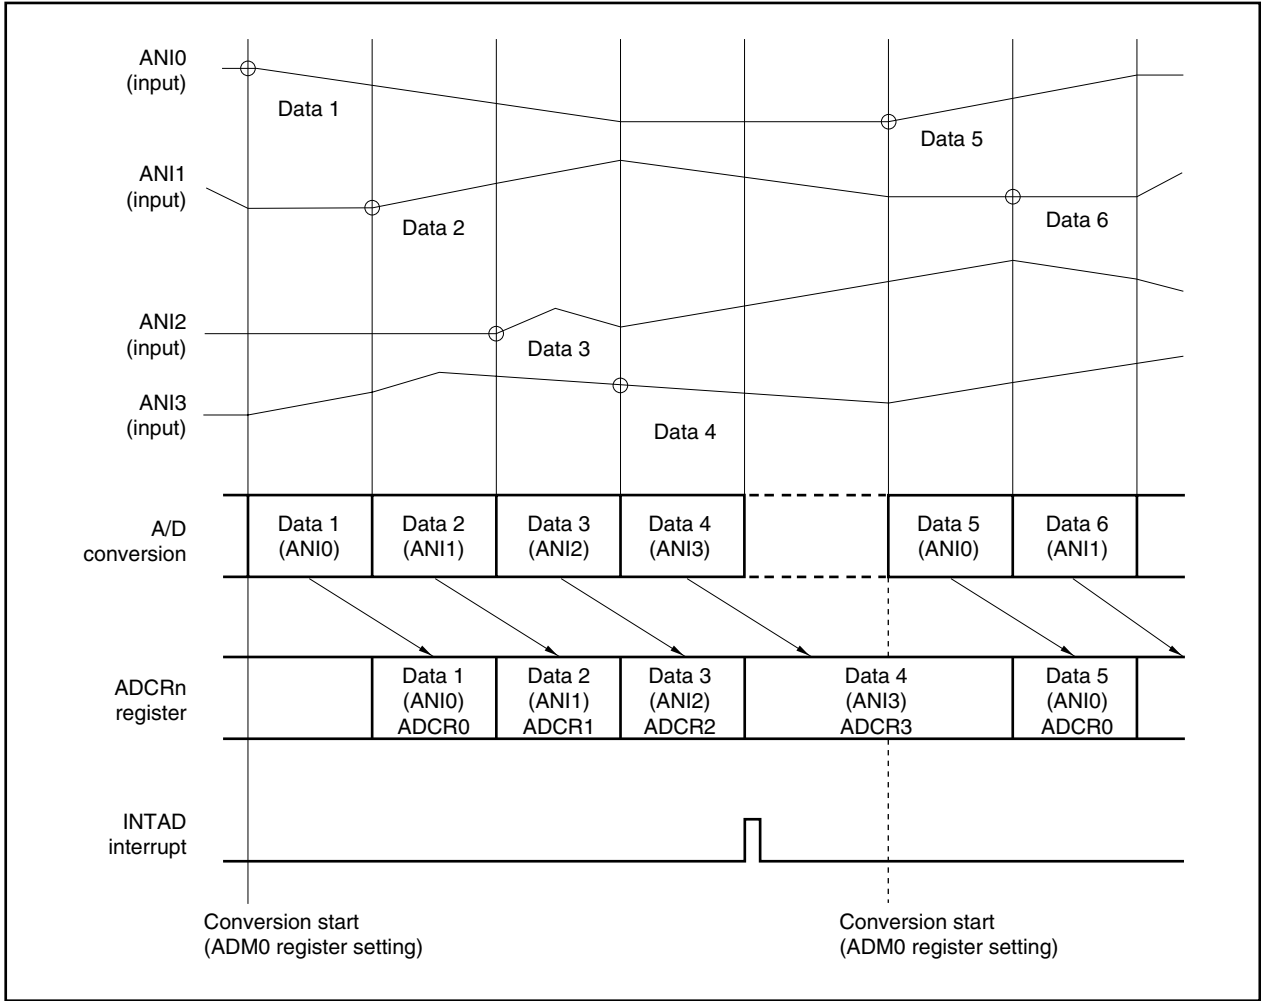 ANI0
(input)
Data 1
Data 5
ANI1
(input)
Data 2
Data 6
ANI2
(input)
Data 3
ANI3
(input)
Data 4
A/D
conversion
Data 1
(ANI0)
Data 2
(ANI1)
Data 3
(ANI2)
Data 4
(ANI3)
Data 5
(ANI0)
Data 6
(ANI1)
ADCRn
register
Data 1
(ANI0)
ADCR0
Data 2
(ANI1)
ADCR1
Data 3
(ANI2)
ADCR2
Data 4
(ANI3)
ADCR3
Data 5
(ANI0)
ADCR0
INTAD
interrupt
Conversion start
(ADM0 register setting)
Conversion start
(ADM0 register setting)